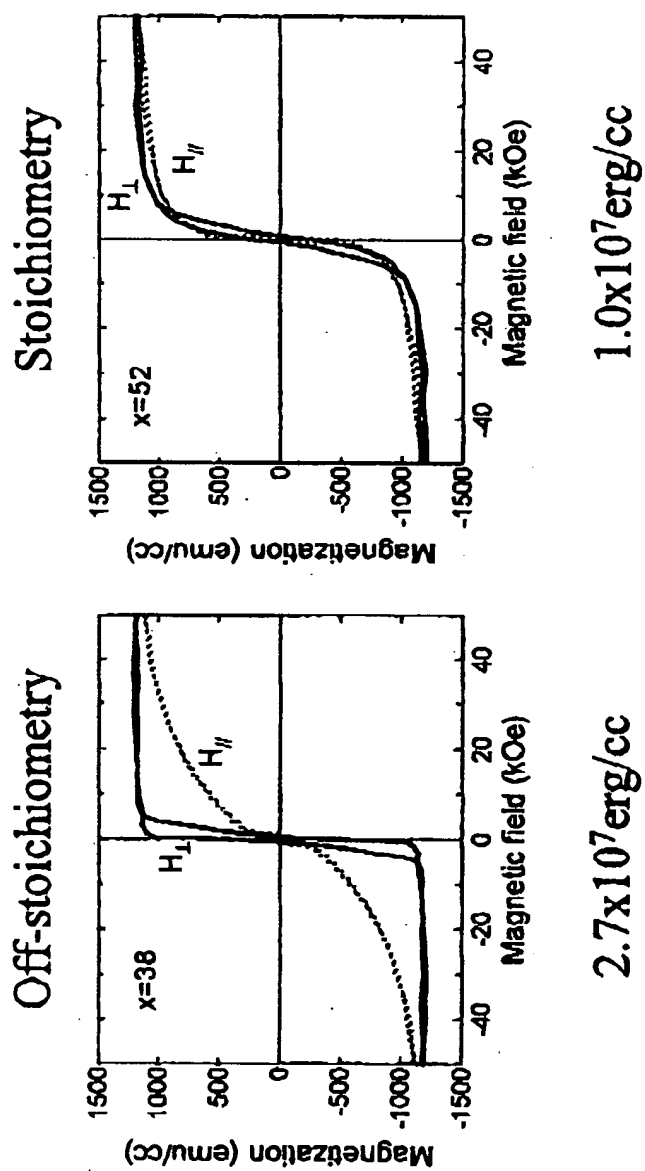 Off-stoichiometry
x=38
H⊥
H//
1500
1000
500
0
-500
-1000
-1500
Magnetization (emu/cc)
-40
-20
0
20
40
Magnetic field (kOe)
2.7x10⁷erg/cc
Stoichiometry
x=52
H⊥
H//
1500
1000
500
0
-500
-1000
-1500
Magnetization (emu/cc)
-40
-20
0
20
40
Magnetic field (kOe)
1.0x10⁷erg/cc